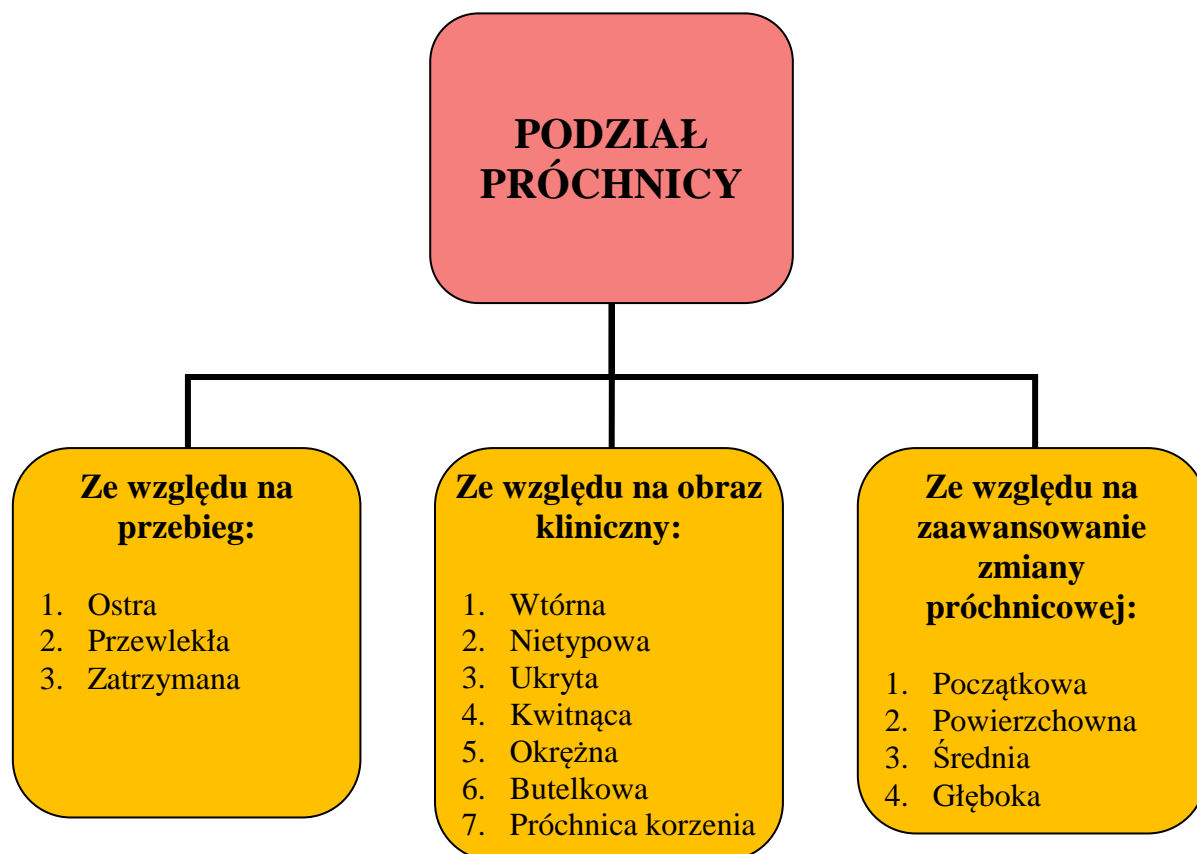 PODZIAŁ
PRÓCHNICY
Ze względu na
przebieg:
1. Ostra
2. Przewlekła
3. Zatrzymana
Ze względu na obraz
kliniczny:
1. Wtórna
2. Nietypowa
3. Ukryta
4. Kwitnąca
5. Okrężna
6. Butelkowa
7. Próchnica korzenia
Ze względu na
zaawansowanie
zmiany
próchnicowej:
1. Początkowa
2. Powierzchowna
3. Średnia
4. Głęboka